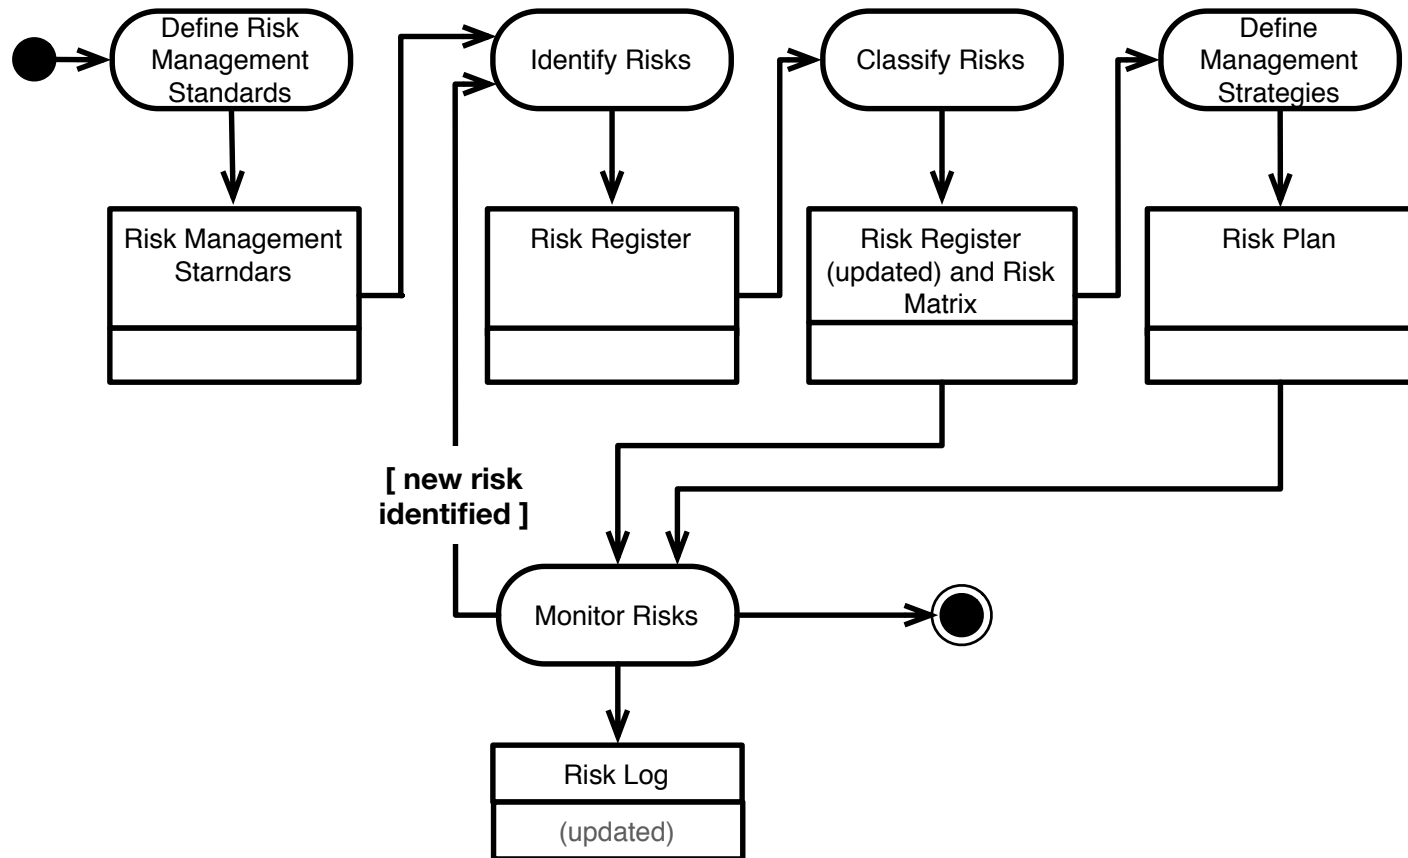 Define Risk
Management
Standards
Identify Risks
Classify Risks
Define
Management
Strategies
Risk Management
Starndars
Risk Register
Risk Register
(updated) and Risk
Matrix
Risk Plan
[ new risk
identified ]
Monitor Risks
Risk Log
(updated)